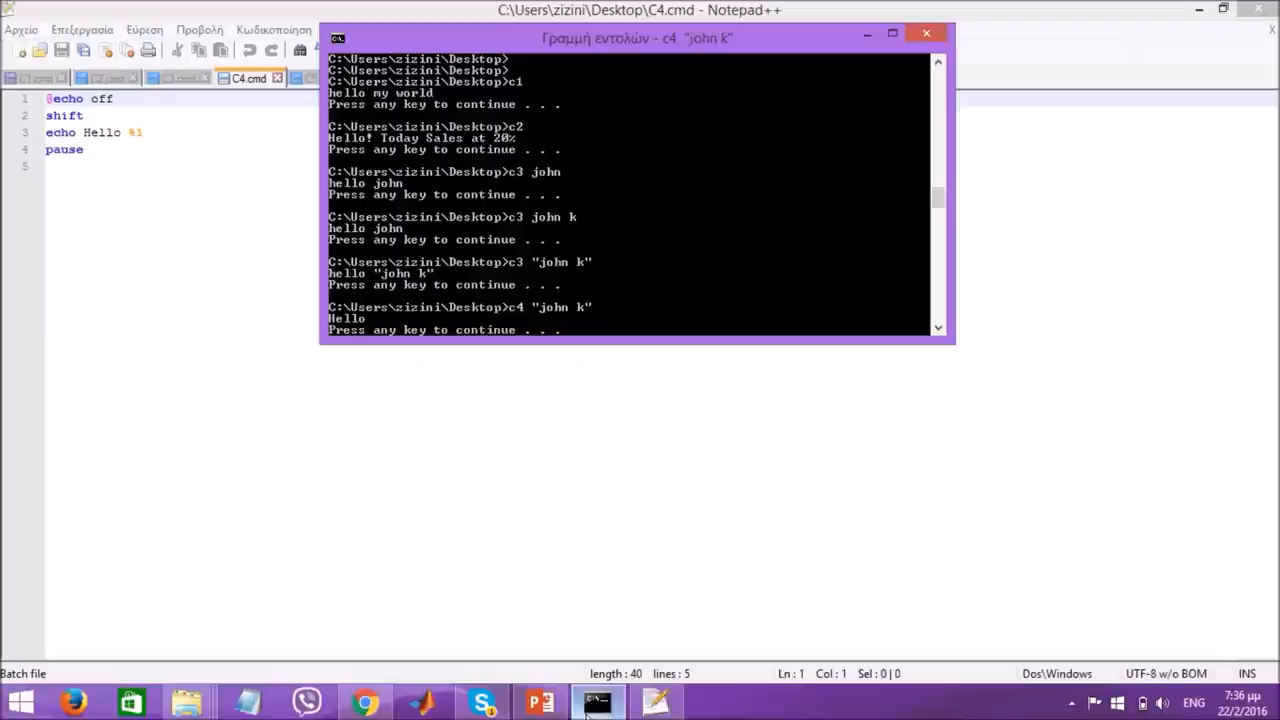 C:\Users\zizini\Desktop\C4.cmd - Notepad++
Αρχείο Επεξεργασία Εύρεση Προβολή Κωδικοποίηση
C4.cmd
Γραμμή εντολών - c4 "john k"
C:\Users\zizini\Desktop>
C:\Users\zizini\Desktop>
C:\Users\zizini\Desktop>c1
hello my world
Press any key to continue . . .
C:\Users\zizini\Desktop>c2
Hello! Today Sales at 20%
Press any key to continue . . .
C:\Users\zizini\Desktop>c3 john
hello john
Press any key to continue . . .
C:\Users\zizini\Desktop>c3 john k
hello john
Press any key to continue . . .
C:\Users\zizini\Desktop>c3 "john k"
hello "john k"
Press any key to continue . . .
C:\Users\zizini\Desktop>c4 "john k"
Hello
Press any key to continue . . .
1 @echo off
2 shift
3 echo Hello %1
4 pause
5
Batch file length : 40 lines : 5 Ln : 1 Col : 1 Sel : 0 | 0 Dos\Windows UTF-8 w/o BOM INS
ENG 7:36 μμ
22/2/2016